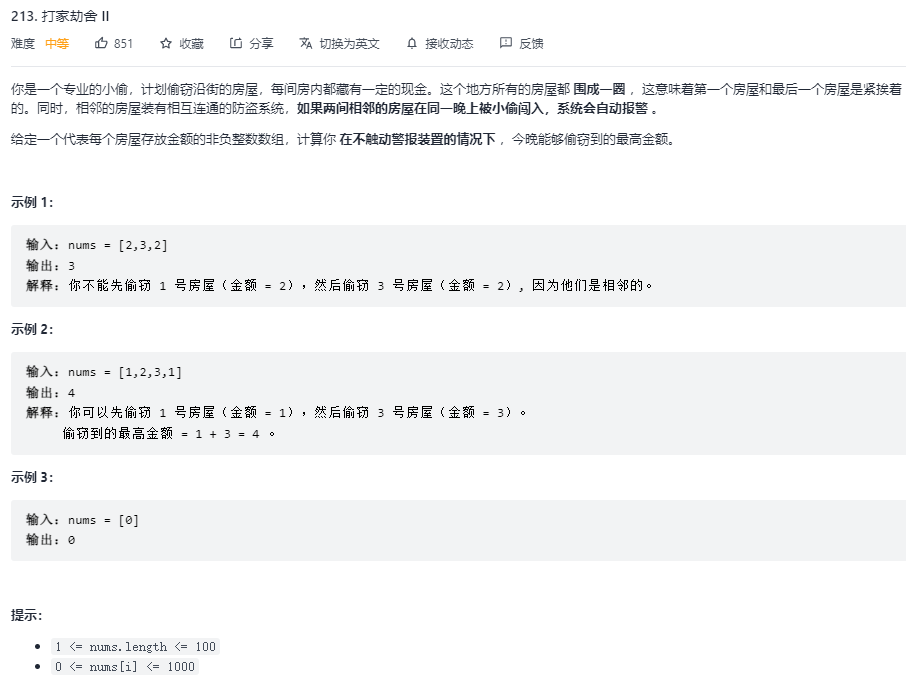 213. 打家劫舍 II
难度 中等 851 收藏 分享 切换为英文 接收动态 反馈
你是一个专业的小偷，计划偷窃沿街的房屋，每间房内都藏有一定的现金。这个地方所有的房屋都 围成一圈 ，这意味着第一个房屋和最后一个房屋是紧挨着
的。同时，相邻的房屋装有相互连通的防盗系统，如果两间相邻的房屋在同一晚上被小偷闯入，系统会自动报警 。
给定一个代表每个房屋存放金额的非负整数数组，计算你 在不触动警报装置的情况下 ，今晚能够偷窃到的最高金额。
示例 1：
输入：nums = [2,3,2]
输出：3
解释：你不能先偷窃 1 号房屋（金额 = 2），然后偷窃 3 号房屋（金额 = 2）, 因为他们是相邻的。
示例 2：
输入：nums = [1,2,3,1]
输出：4
解释：你可以先偷窃 1 号房屋（金额 = 1），然后偷窃 3 号房屋（金额 = 3）。
偷窃到的最高金额 = 1 + 3 = 4 。
示例 3：
输入：nums = [0]
输出：0
提示：
1 <= nums.length <= 100
0 <= nums[i] <= 1000